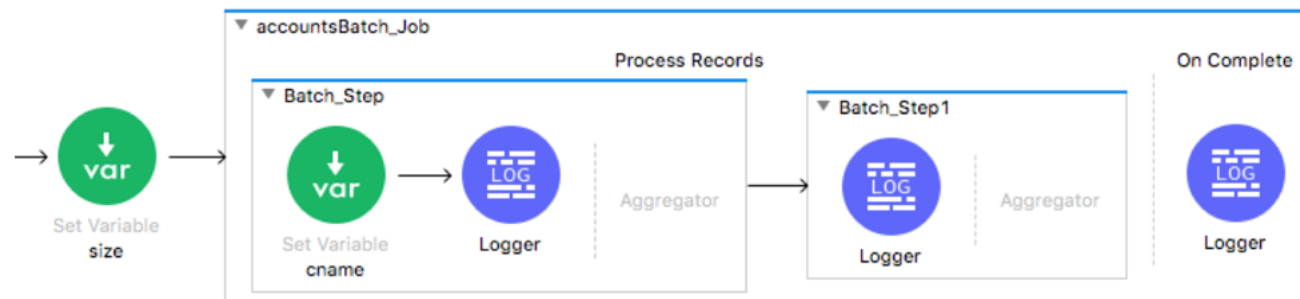 accountsBatch_Job
Process Records
On Complete
Batch_Step
Batch_Step1
var
Set Variable
size
var
Set Variable
cname
LOG
Logger
Aggregator
LOG
Logger
Aggregator
LOG
Logger